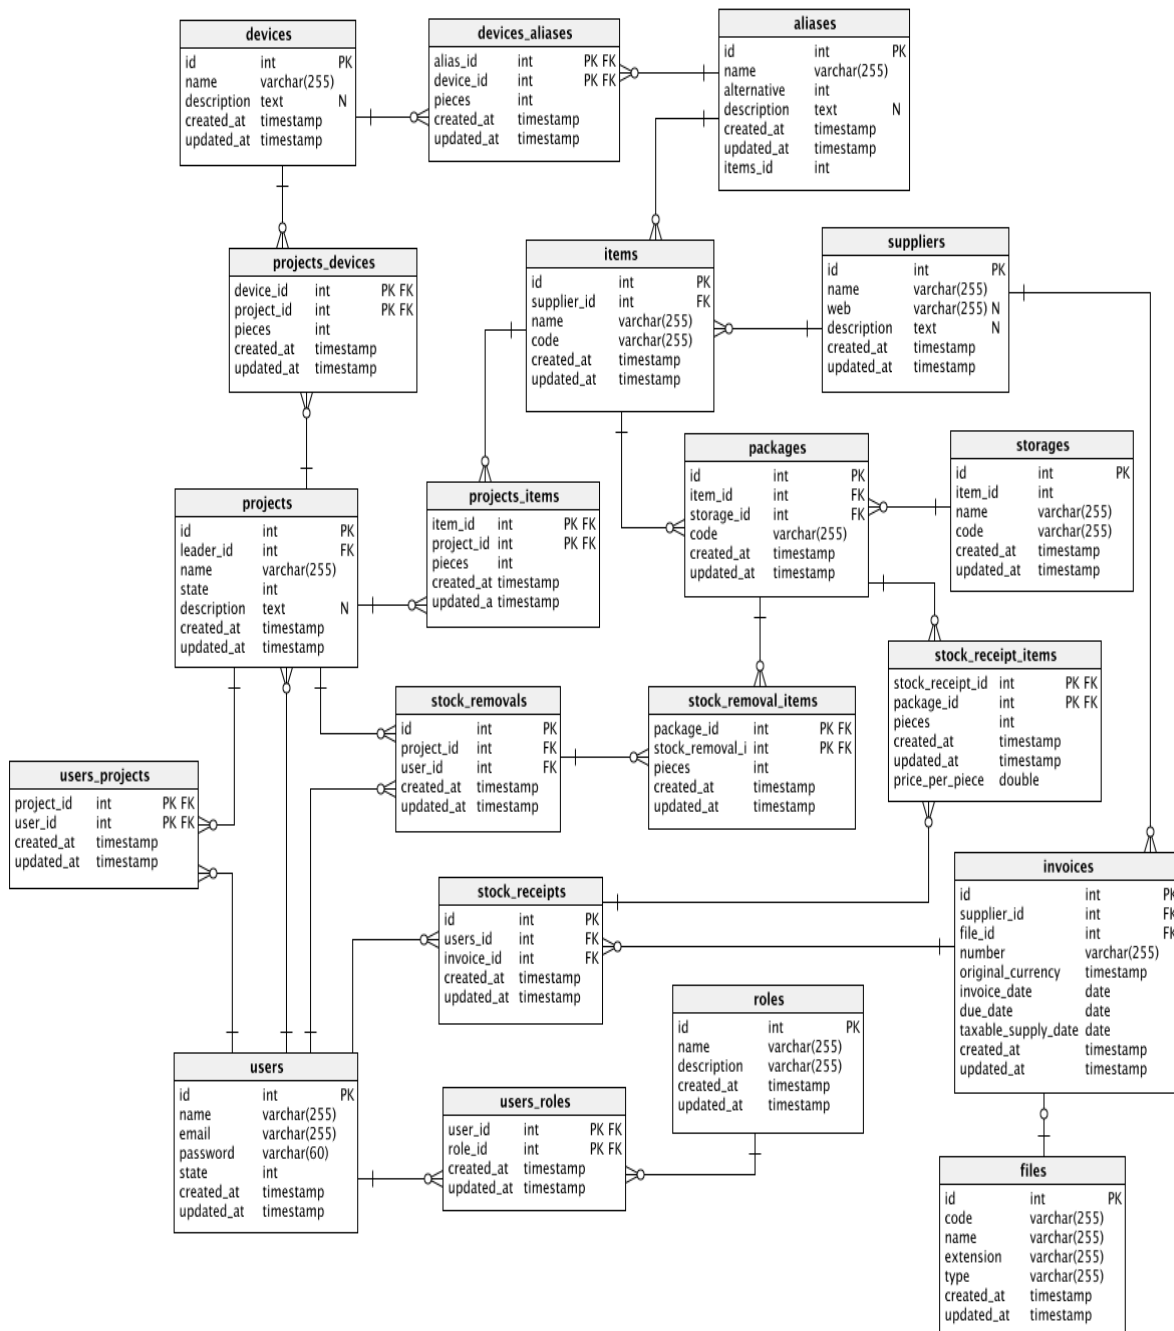 devices
id int PK
name varchar(255)
description text N
created_at timestamp
updated_at timestamp
devices_aliases
alias_id int PK FK
device_id int PK FK
pieces int
created_at timestamp
updated_at timestamp
aliases
id int PK
name varchar(255)
alternative int
description text N
created_at timestamp
updated_at timestamp
items_id int
projects_devices
device_id int PK FK
project_id int PK FK
pieces int
created_at timestamp
updated_at timestamp
items
id int PK
supplier_id int FK
name varchar(255)
code varchar(255)
created_at timestamp
updated_at timestamp
suppliers
id int PK
name varchar(255)
web varchar(255) N
description text N
created_at timestamp
updated_at timestamp
projects
id int PK
leader_id int FK
name varchar(255)
state int
description text N
created_at timestamp
updated_at timestamp
projects_items
item_id int PK FK
project_id int PK FK
pieces int
created_at timestamp
updated_a timestamp
packages
id int PK
item_id int FK
storage_id int FK
code varchar(255)
created_at timestamp
updated_at timestamp
storages
id int PK
item_id int
name varchar(255)
code varchar(255)
created_at timestamp
updated_at timestamp
stock_receipt_items
stock_receipt_id int PK FK
package_id int PK FK
pieces int
created_at timestamp
updated_at timestamp
price_per_piece double
stock_removals
id int PK
project_id int FK
user_id int FK
created_at timestamp
updated_at timestamp
stock_removal_items
package_id int PK FK
stock_removal_i int PK FK
pieces int
created_at timestamp
updated_at timestamp
users_projects
project_id int PK FK
user_id int PK FK
created_at timestamp
updated_at timestamp
stock_receipts
id int PK
users_id int FK
invoice_id int FK
created_at timestamp
updated_at timestamp
invoices
id int PK
supplier_id int FK
file_id int FK
number varchar(255)
original_currency timestamp
invoice_date date
due_date date
taxable_supply_date date
created_at timestamp
updated_at timestamp
roles
id int PK
name varchar(255)
description varchar(255)
created_at timestamp
updated_at timestamp
users
id int PK
name varchar(255)
email varchar(255)
password varchar(60)
state int
created_at timestamp
updated_at timestamp
users_roles
user_id int PK FK
role_id int PK FK
created_at timestamp
updated_at timestamp
files
id int PK
code varchar(255)
name varchar(255)
extension varchar(255)
type varchar(255)
created_at timestamp
updated_at timestamp